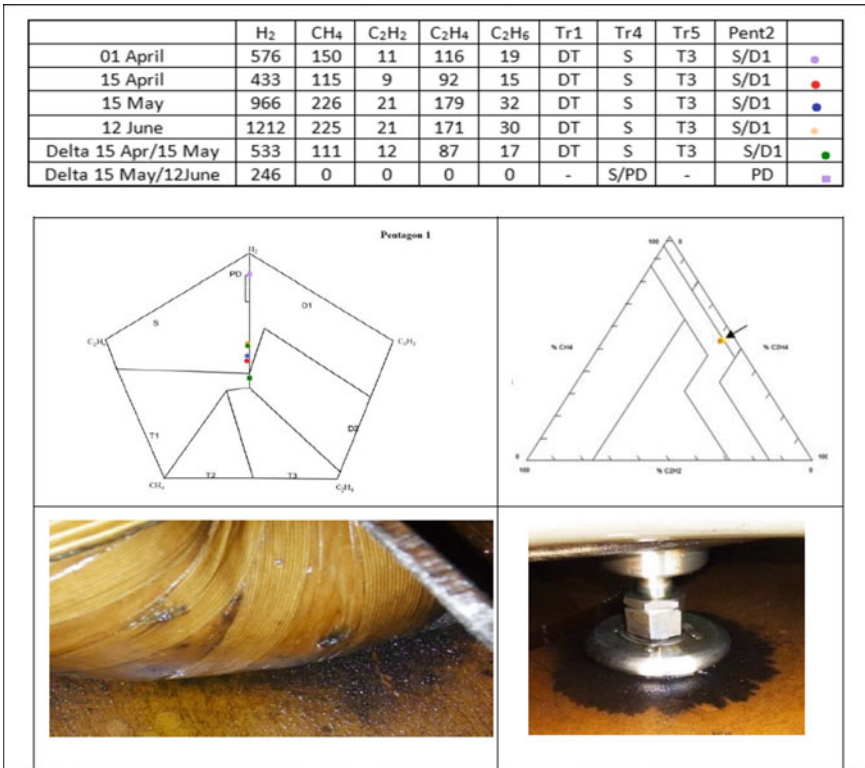 H₂ CH₄ C₂H₂ C₂H₄ C₂H₆ Tr1 Tr4 Tr5 Pent2
01 April 576 150 11 116 19 DT S T3 S/D1
15 April 433 115 9 92 15 DT S T3 S/D1
15 May 966 226 21 179 32 DT S T3 S/D1
12 June 1212 225 21 171 30 DT S T3 S/D1
Delta 15 Apr/15 May 533 111 12 87 17 DT S T3 S/D1
Delta 15 May/12June 246 0 0 0 0 - S/PD - PD
Pentagon 1
H₂
PD
D1
S
D2
T1
T2
T3
CH₄
C₂H₄
100 0
% CH4
% C2H4
0
100
% C2H2
0